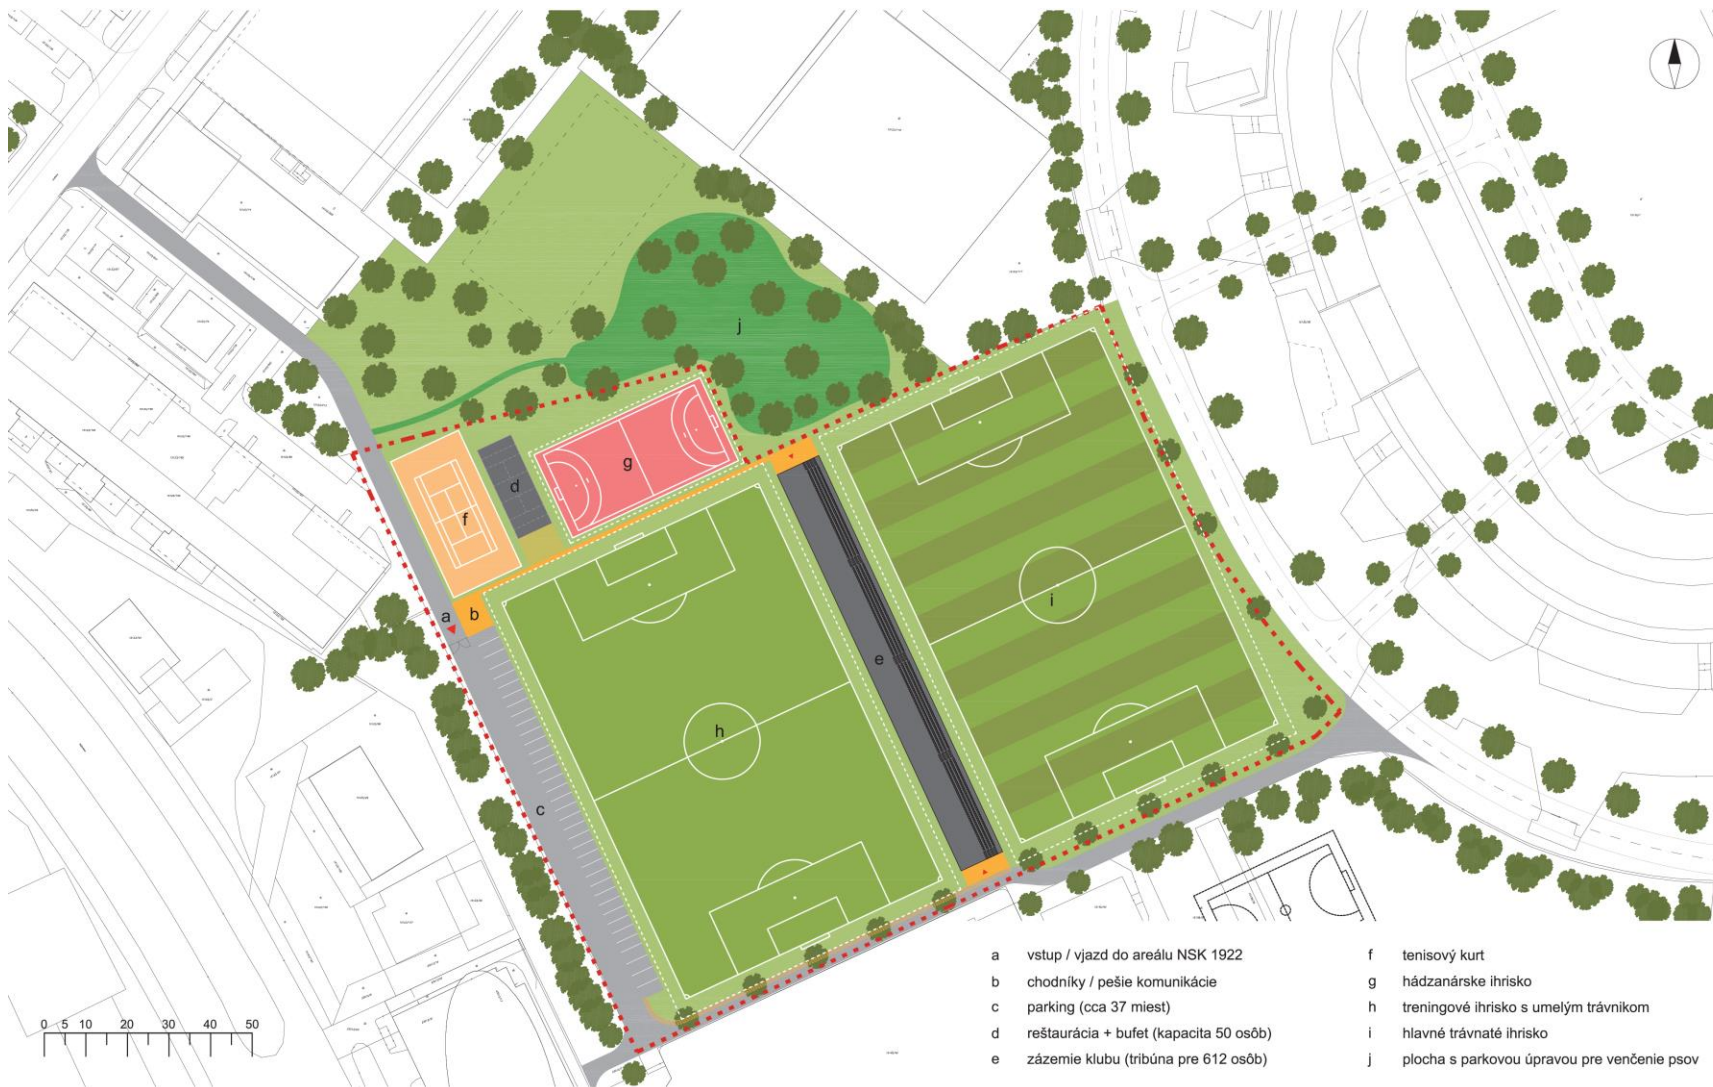 j
g
d
f
a
b
i
e
h
c
0 5 10 20 30 40 50
a vstup / vjazd do areálu NSK 1922
b chodníky / pešie komunikácie
c parking (cca 37 miest)
d reštaurácia + bufet (kapacita 50 osôb)
e zázemie klubu (tribúna pre 612 osôb)
f tenisový kurt
g hádzanárske ihrisko
h treningové ihrisko s umelým trávnikom
i hlavné trávnaté ihrisko
j plocha s parkovou úpravou pre venčenie psov